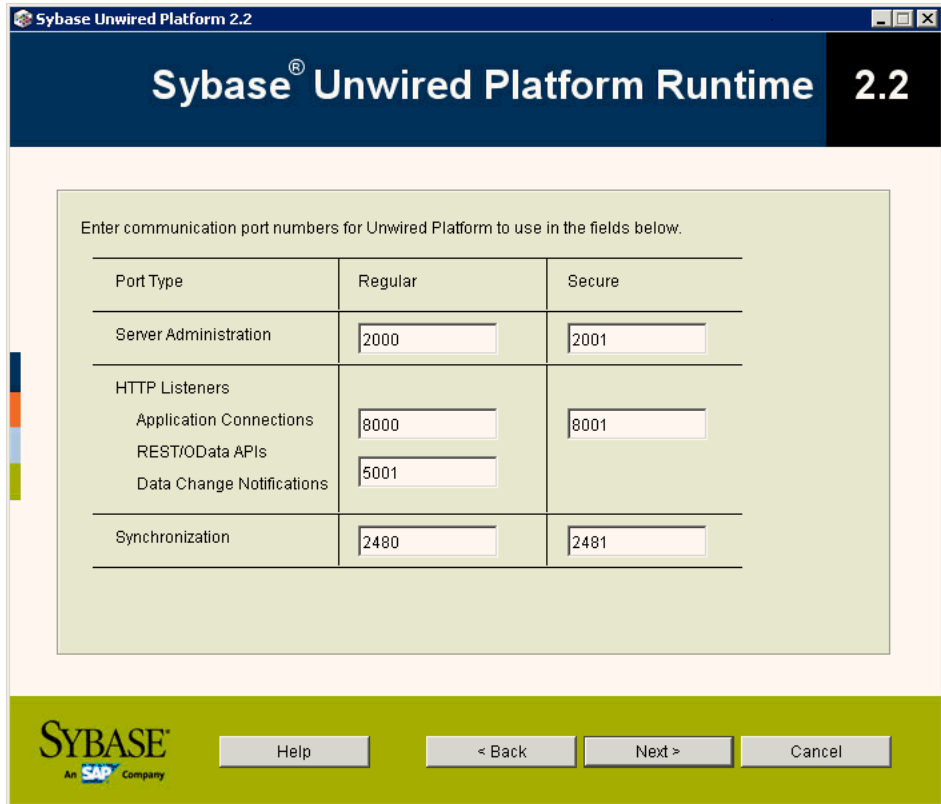 Sybase Unwired Platform 2.2
Sybase® Unwired Platform Runtime 2.2
Enter communication port numbers for Unwired Platform to use in the fields below.
Port Type Regular Secure
Server Administration 2000 2001
HTTP Listeners
Application Connections 8000 8001
REST/OData APIs
5001
Data Change Notifications
Synchronization 2480 2481
SYBASE
An SAP Company
Help < Back Next > Cancel